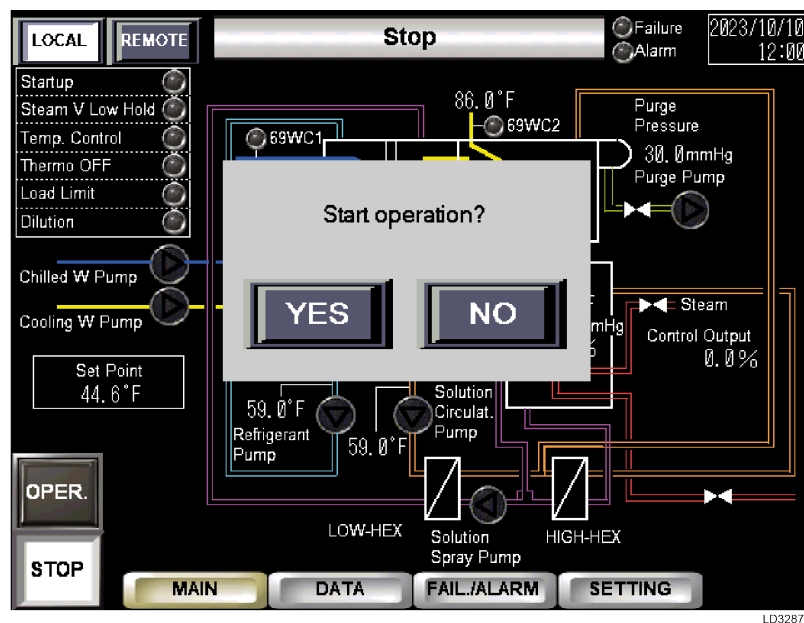 LOCAL
REMOTE
Stop
Failure
Alarm
2023/10/10
12:00
Startup
Steam V Low Hold
Temp. Control
Thermo OFF
Load Limit
Dilution
69WC1
86.0°F
69WC2
Purge
Pressure
30.0mmHg
Purge Pump
Start operation?
YES
NO
Chilled W Pump
Cooling W Pump
F
mHg
%
Steam
Control Output
0.0%
Set Point
44.6°F
59.0°F
Refrigerant
Pump
59.0°F
Solution
Circulat.
Pump
OPER.
STOP
LOW-HEX
Solution
Spray Pump
HIGH-HEX
MAIN
DATA
FAIL./ALARM
SETTING
LD3287